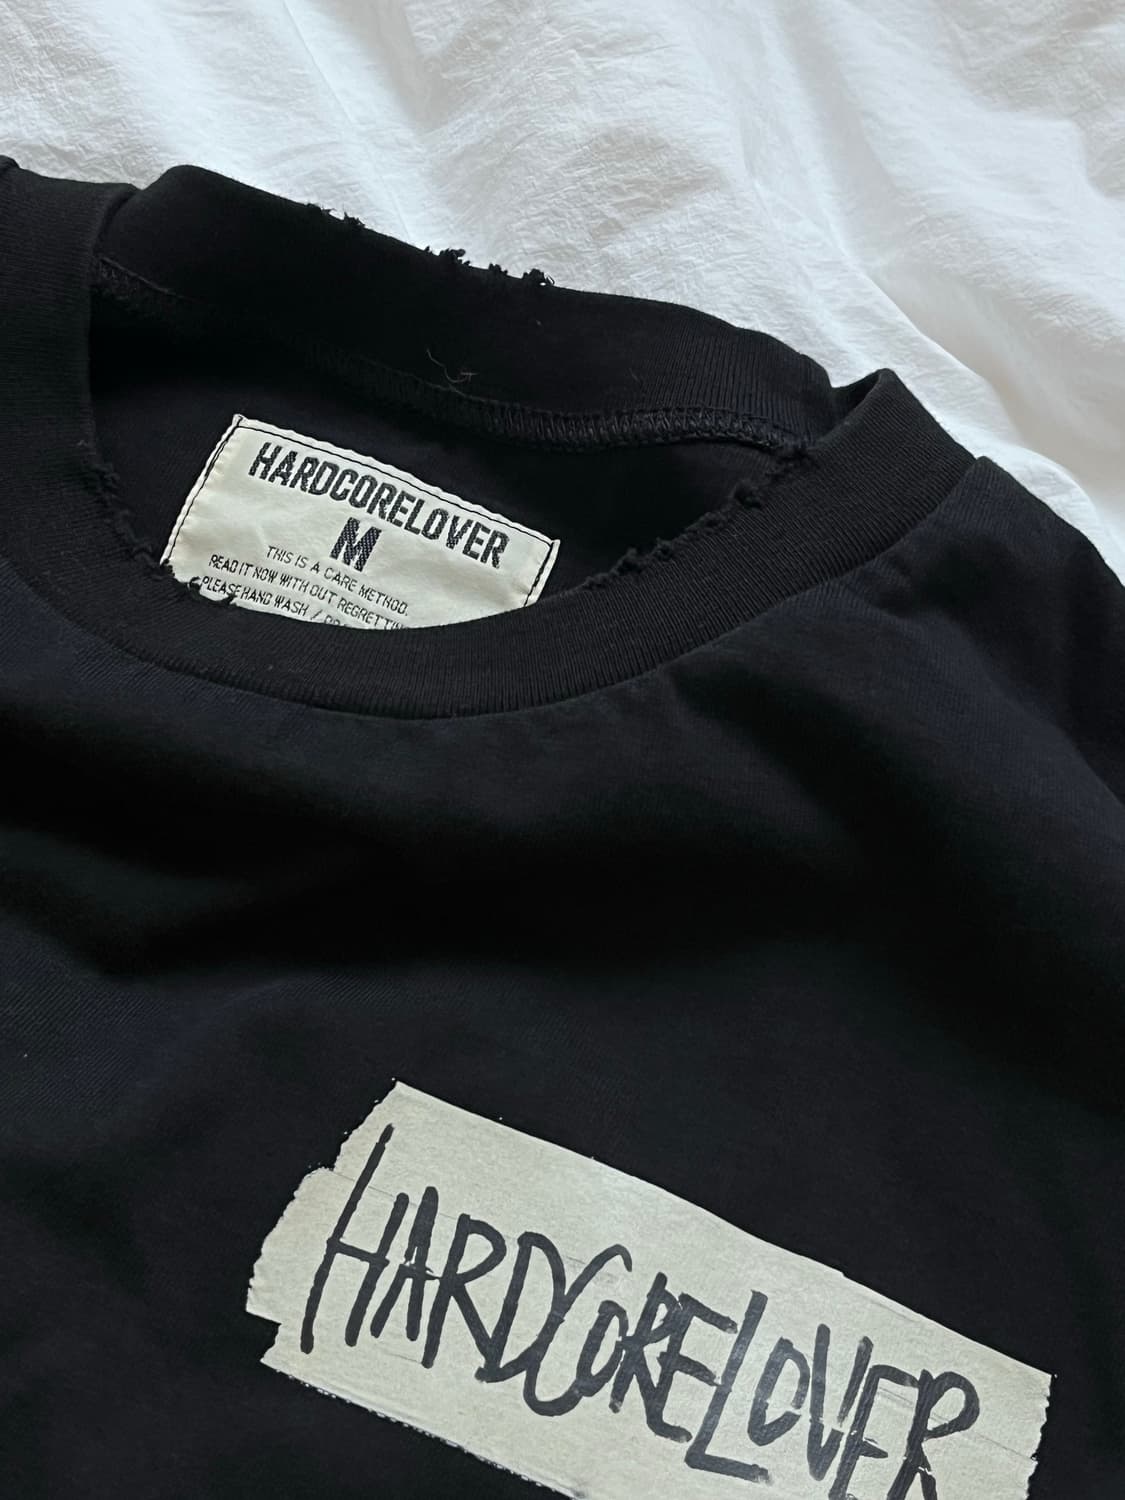 HARDCORELOVER
M
THIS IS A CARE METHOD.
READ IT NOW WITH OUT REGRETTIN
PLEASE HAND WASH /
HARDCORELOVER